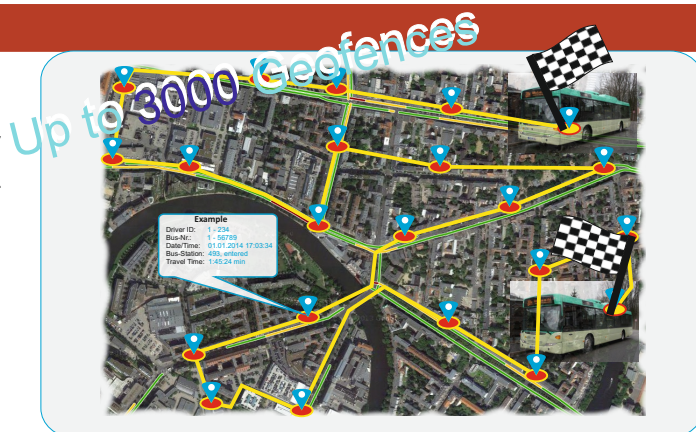 Up to 3000 Geofences
Example
Driver ID: 1 - 234
Bus-Nr.: 1 - 56789
Date/Time: 01.01.2014 17:03:34
Bus-Station: 493, entered
Travel Time: 1:45:24 min